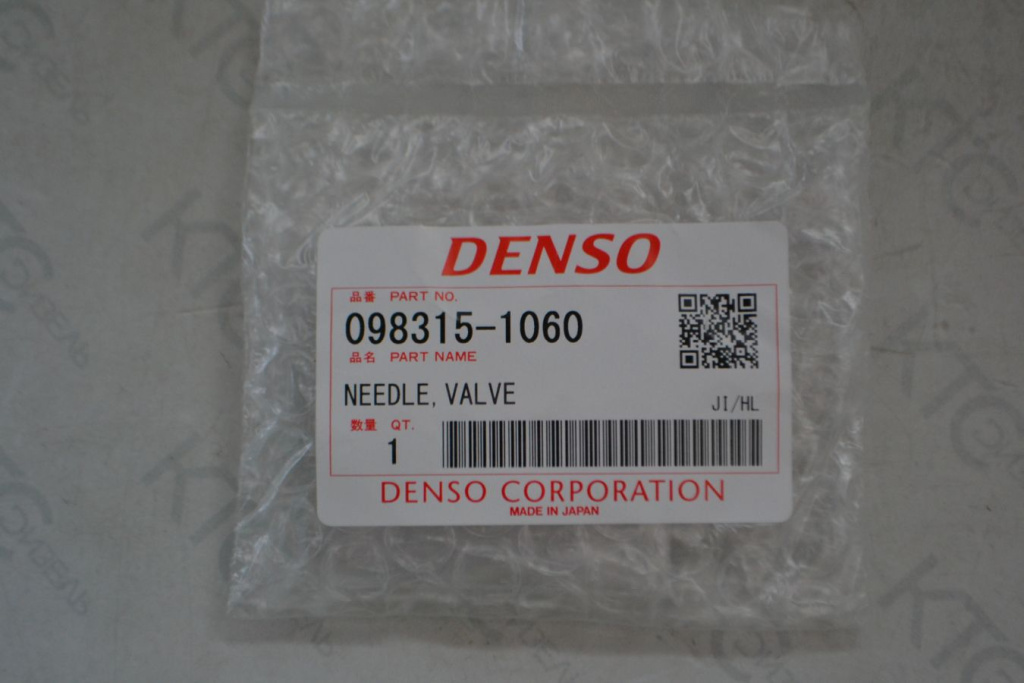 DENSO
品番 PART NO.
098315-1060
品名 PART NAME
NEEDLE, VALVE
JI/HL
数量 QT.
1
DENSO CORPORATION
MADE IN JAPAN